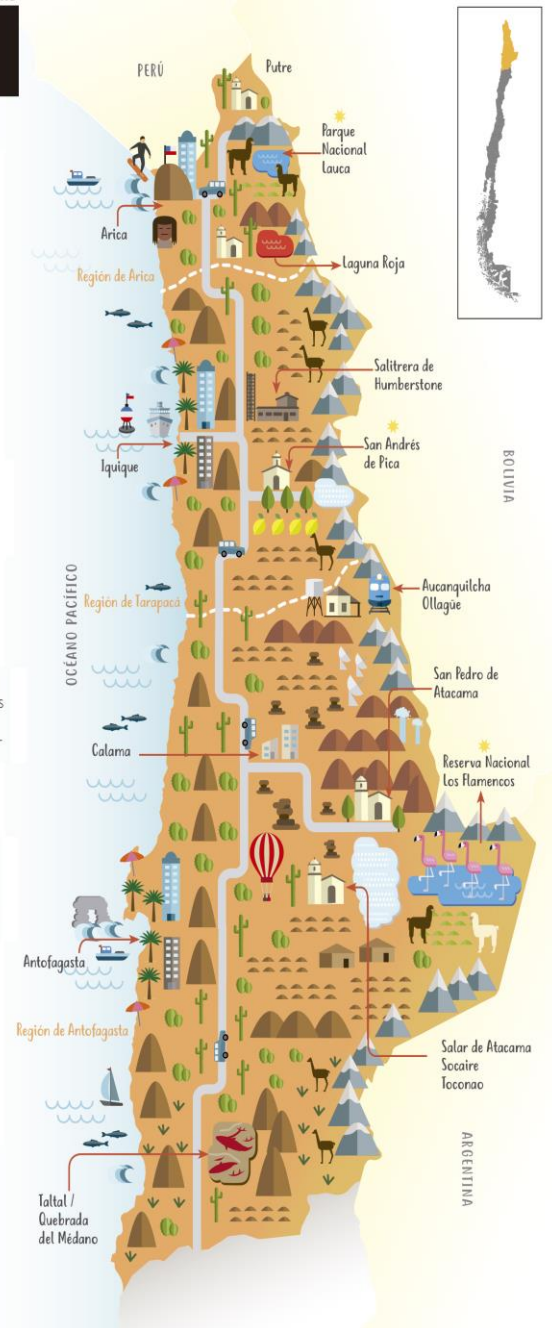 PERÚ
Putre
Parque
Nacional
Lauca
Arica
Laguna Roja
Región de Arica
Salitrera de
Humberstone
San Andrés
de Pica
Iquique
BOLIVIA
OCÉANO PACÍFICO
Región de Tarapacá
Aucanquilcha
Ollagüe
San Pedro de
Atacama
Calama
Reserva Nacional
Los Flamencos
Antofagasta
Región de Antofagasta
Salar de Atacama
Socaire
Toconao
ARGENTINA
Taltal /
Quebrada
del Médano